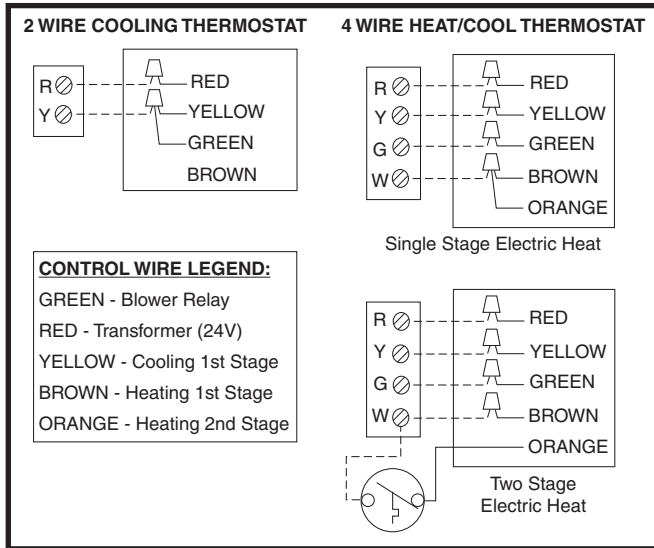 2 WIRE COOLING THERMOSTAT
R
Y
RED
YELLOW
GREEN
BROWN
CONTROL WIRE LEGEND:
GREEN - Blower Relay
RED - Transformer (24V)
YELLOW - Cooling 1st Stage
BROWN - Heating 1st Stage
ORANGE - Heating 2nd Stage
4 WIRE HEAT/COOL THERMOSTAT
R
Y
G
W
RED
YELLOW
GREEN
BROWN
ORANGE
Single Stage Electric Heat
R
Y
G
W
RED
YELLOW
GREEN
BROWN
ORANGE
Two Stage
Electric Heat